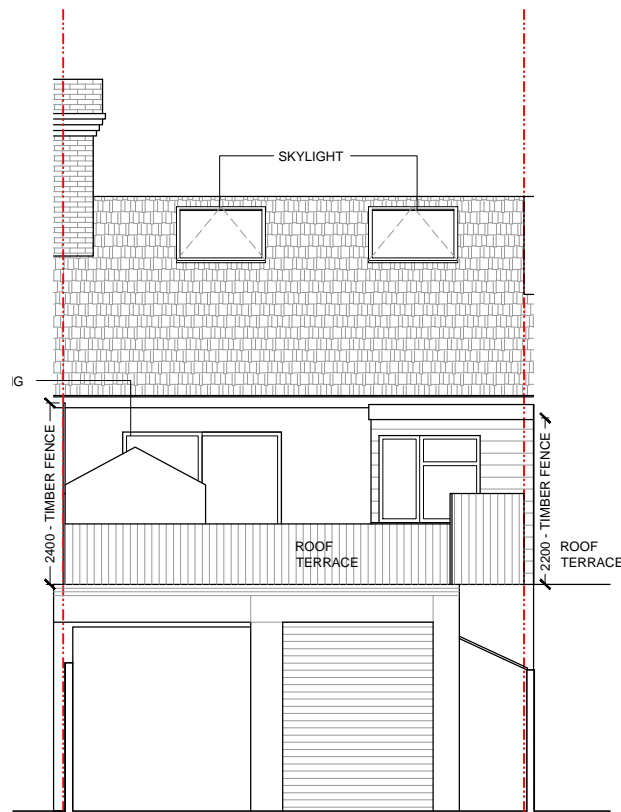 SKYLIGHT
IG
2400 - TIMBER FENCE
2200 - TIMBER FENCE
ROOF
TERRACE
ROOF
TERRACE